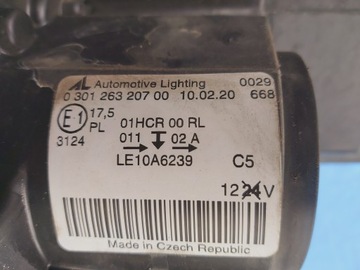 AL Automotive Lighting 0029
0 301 263 207 00 10.02.20 668
E1 17,5 01HCR 00 RL
PL 011 02 A
3124
LE10A6239 C5
12 24 V
Made in Czech Republic